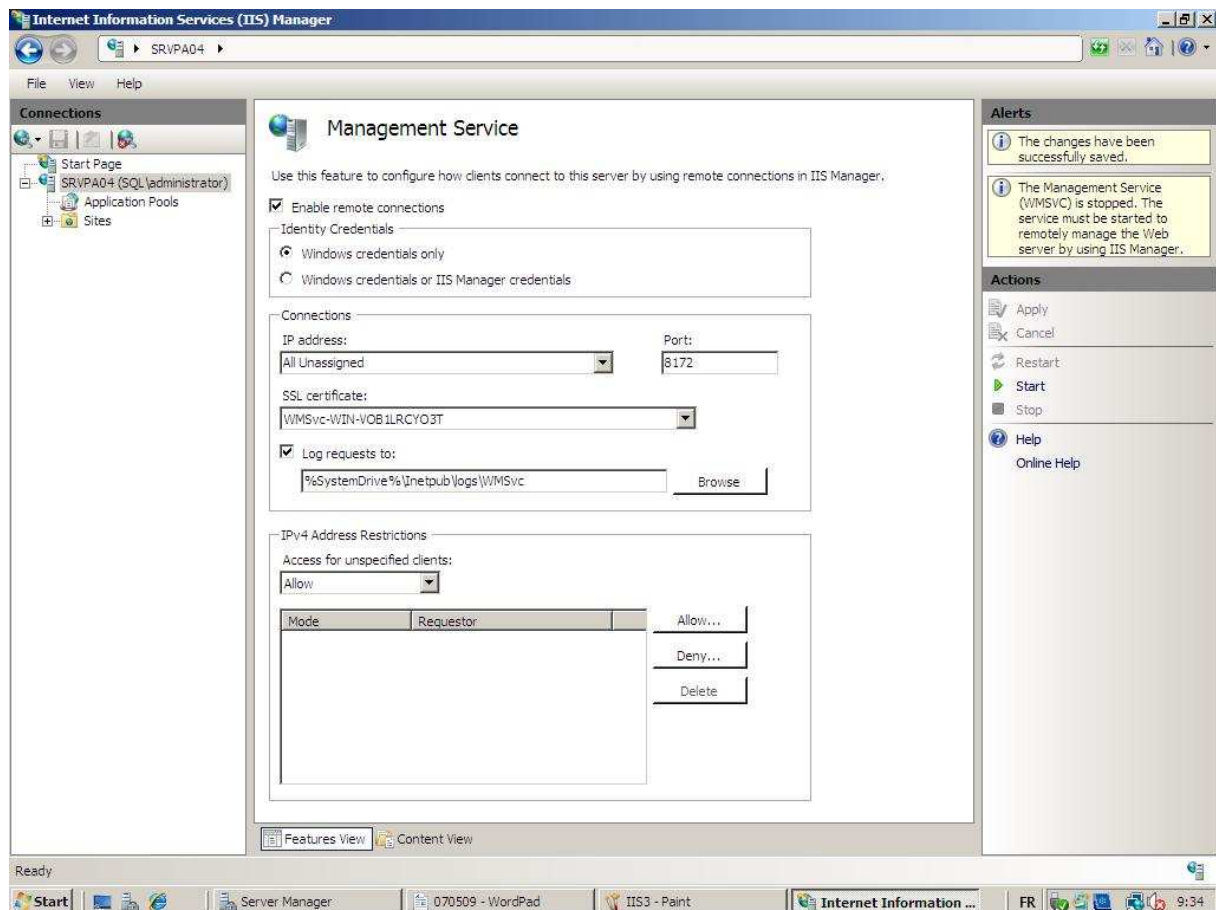 Internet Information Services (IIS) Manager
SRVPA04
File View Help
Connections
Start Page
SRVPA04 (SQL\administrator)
Application Pools
Sites
Management Service
Use this feature to configure how clients connect to this server by using remote connections in IIS Manager.
Enable remote connections
Identity Credentials
Windows credentials only
Windows credentials or IIS Manager credentials
Connections
IP address:
Port:
All Unassigned
8172
SSL certificate:
WMSvc-WIN-VOB1LRCYO3T
Log requests to:
%SystemDrive%\Inetpub\logs\WMSvc
Browse
IPv4 Address Restrictions
Access for unspecified clients:
Allow
Mode Requestor
Allow...
Deny...
Delete
Features View Content View
Alerts
The changes have been
successfully saved.
The Management Service
(WMSVC) is stopped. The
service must be started to
remotely manage the Web
server by using IIS Manager.
Actions
Apply
Cancel
Restart
Start
Stop
Help
Online Help
Ready
Start Server Manager 070509 - WordPad IIS3 - Paint Internet Information ... FR 9:34